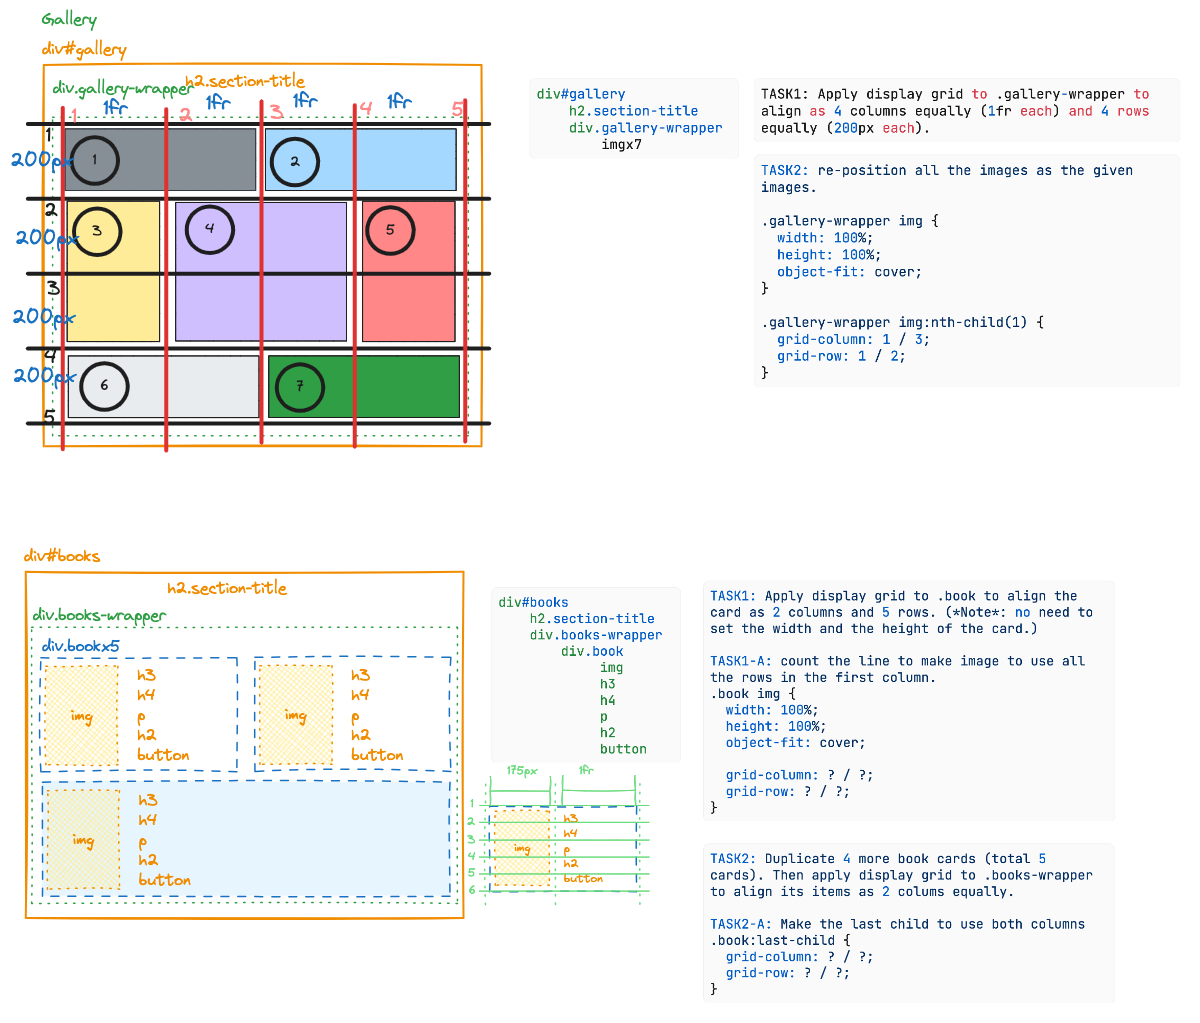 Gallery
div#gallery
h2.section-title
div.gallery-wrapper
1fr 1fr 1fr 1fr
1 2 3 4 5
1
200px
1
2
2
200px
3
4
5
3
200px
4
200px
6
7
5
div#gallery
h2.section-title
div.gallery-wrapper
imgx7
TASK1: Apply display grid to .gallery-wrapper to
align as 4 columns equally (1fr each) and 4 rows
equally (200px each).
TASK2: re-position all the images as the given
images.
.gallery-wrapper img {
width: 100%;
height: 100%;
object-fit: cover;
}
.gallery-wrapper img:nth-child(1) {
grid-column: 1 / 3;
grid-row: 1 / 2;
}
div#books
h2.section-title
div.books-wrapper
div.bookx5
img
h3
h4
p
h2
button
img
h3
h4
p
h2
button
img
h3
h4
p
h2
button
div#books
h2.section-title
div.books-wrapper
div.book
img
h3
h4
p
h2
button
175px 1fr
1
2
3
4
5
6
img
h3
h4
p
h2
button
TASK1: Apply display grid to .book to align the
card as 2 columns and 5 rows. (*Note*: no need to
set the width and the height of the card.)
TASK1-A: count the line to make image to use all
the rows in the first column.
.book img {
width: 100%;
height: 100%;
object-fit: cover;
grid-column: ? / ?;
grid-row: ? / ?;
}
TASK2: Duplicate 4 more book cards (total 5
cards). Then apply display grid to .books-wrapper
to align its items as 2 colums equally.
TASK2-A: Make the last child to use both columns
.book:last-child {
grid-column: ? / ?;
grid-row: ? / ?;
}